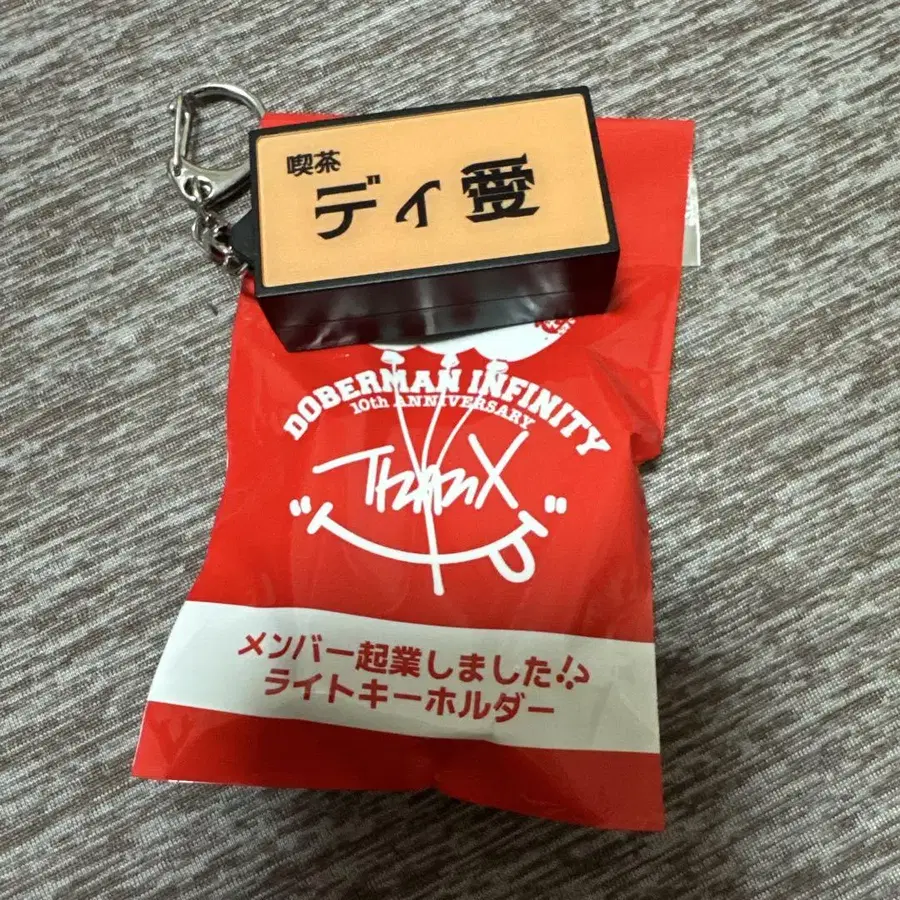 喫茶
ディ愛
DOBERMAN INFINITY
10th ANNIVERSARY
ThanX
メンバー起業しました!?
ライトキーホルダー